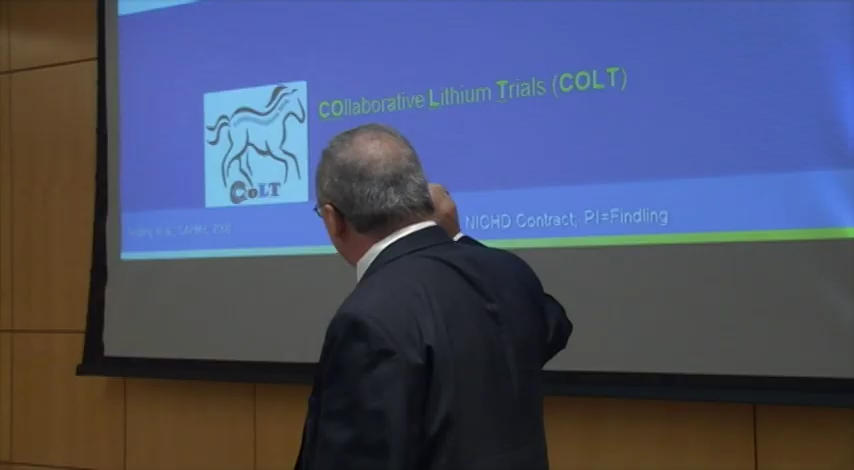 COllaborative Lithium Trials (COLT)
CoLT
NICHD Contract; PI=Findling